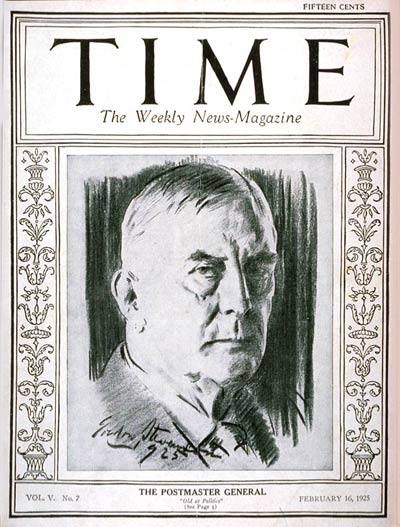 FIFTEEN CENTS
TIME
The Weekly News-Magazine
1925
THE POSTMASTER GENERAL
"Old at Politics"
(See Page 5)
VOL. V. No. 7
FEBRUARY 16, 1925